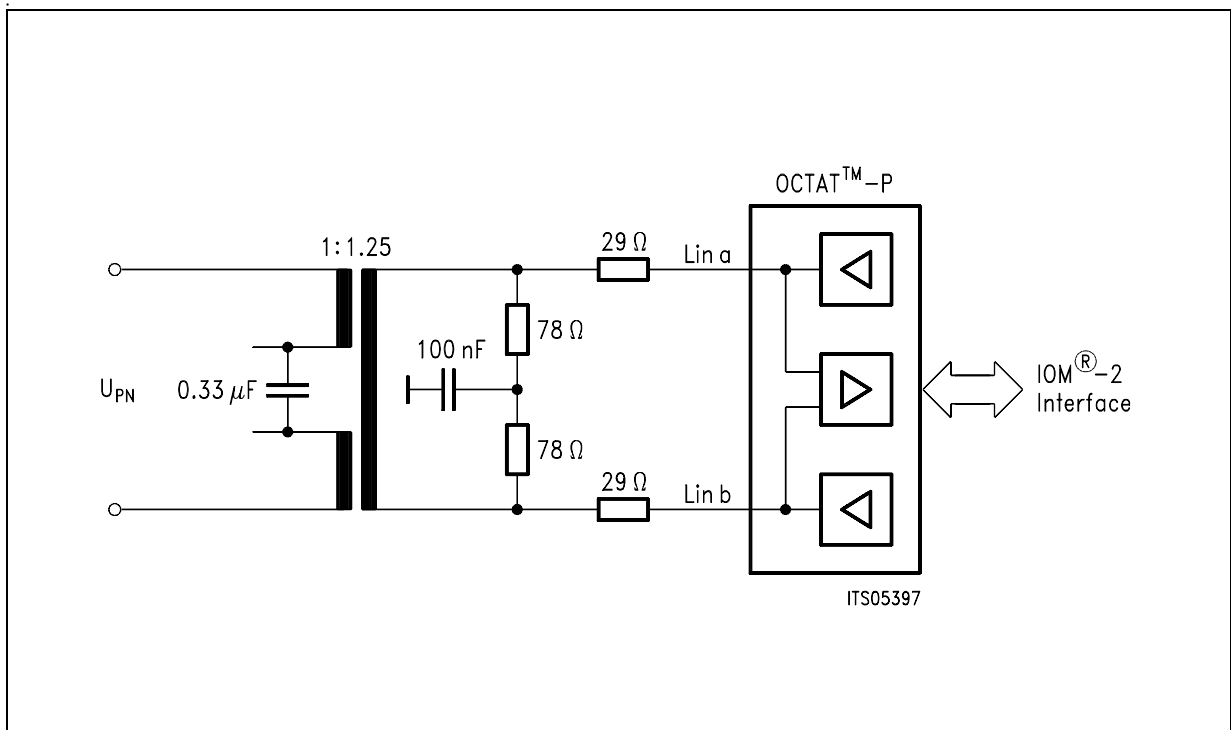 OCTAT™-P
1:1.25
29 Ω
Lin a
78 Ω
100 nF
U_PN
0.33 µF
IOM®-2
Interface
78 Ω
29 Ω
Lin b
ITS05397